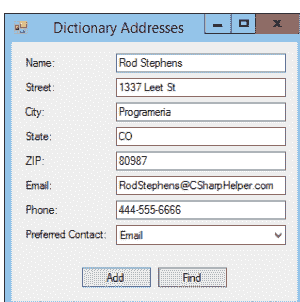 Dictionary Addresses
Name: Rod Stephens
Street: 1337 Leet St
City: Programeria
State: CO
ZIP: 80987
Email: RodStephens@CSharpHelper.com
Phone: 444-555-6666
Preferred Contact: Email
Add Find